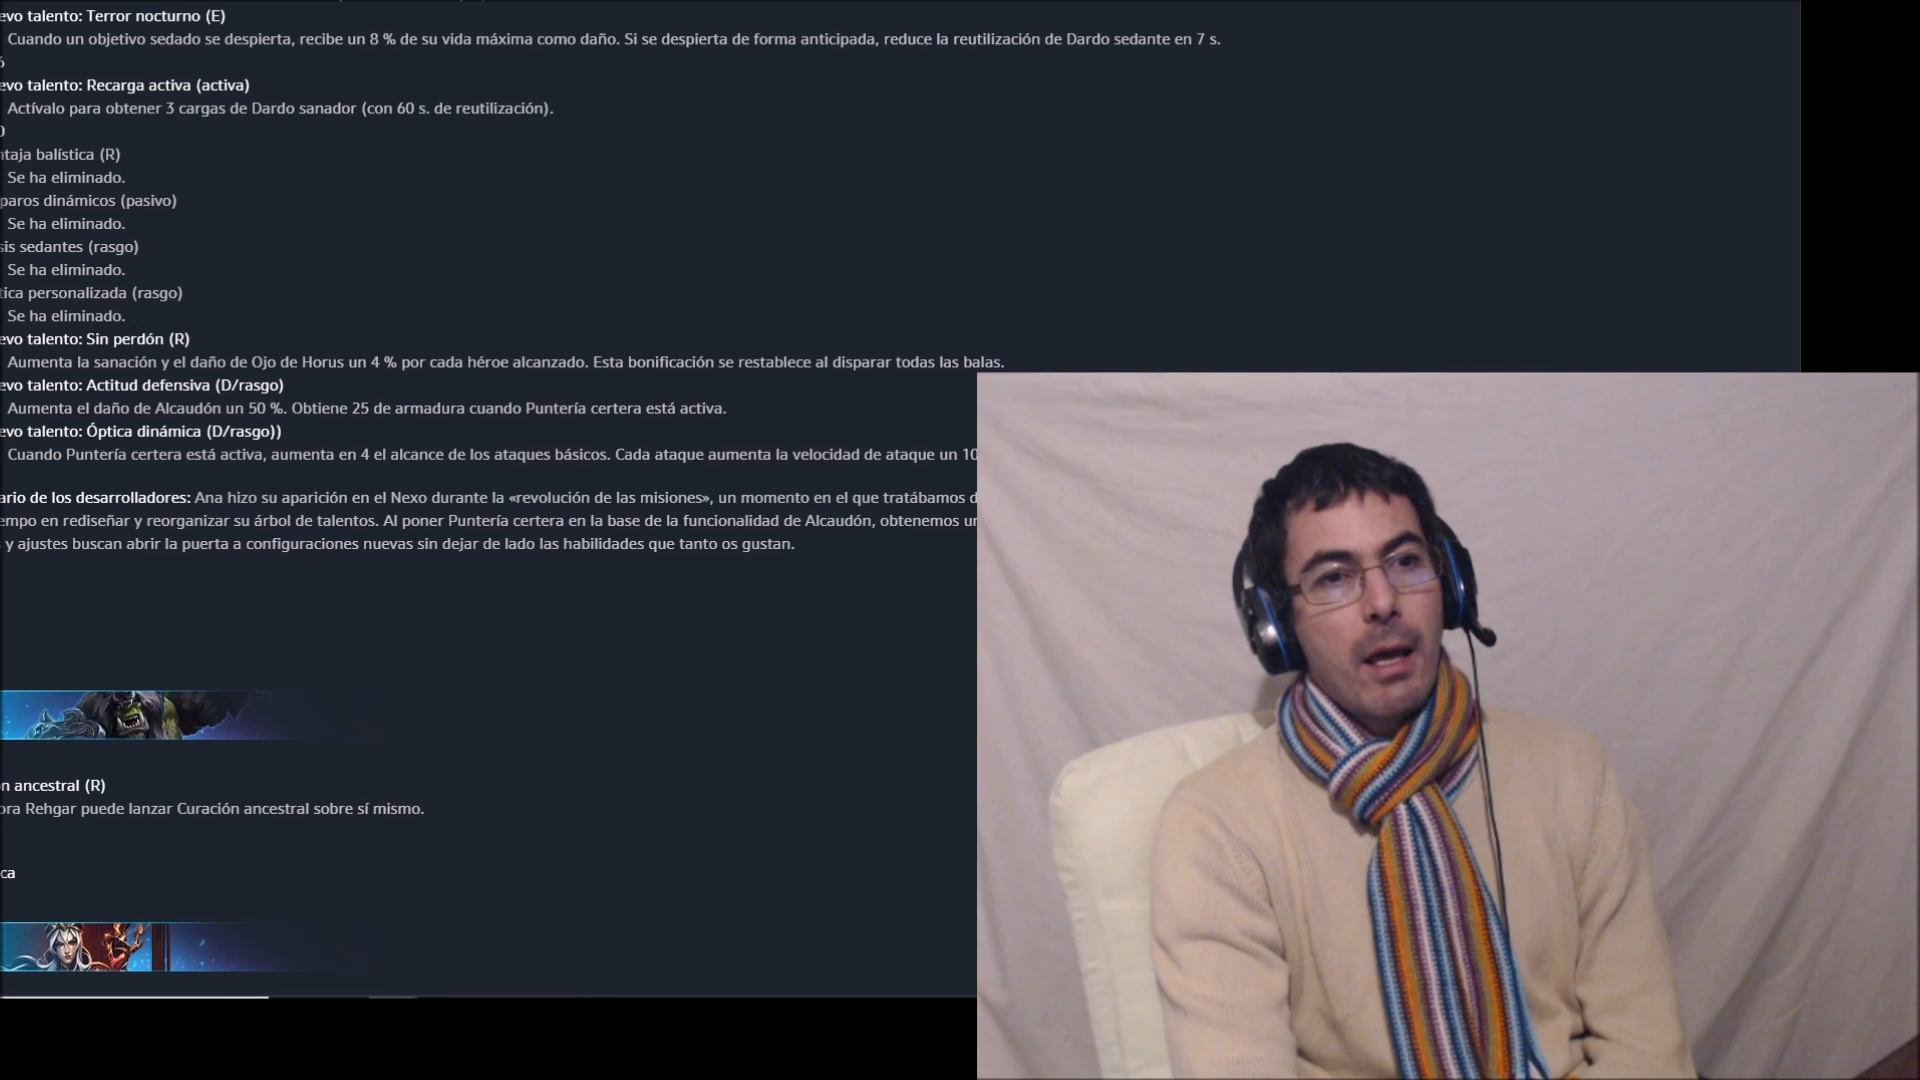 evo talento: Terror nocturno (E)
Cuando un objetivo sedado se despierta, recibe un 8 % de su vida máxima como daño. Si se despierta de forma anticipada, reduce la reutilización de Dardo sedante en 7 s.
evo talento: Recarga activa (activa)
Actívalo para obtener 3 cargas de Dardo sanador (con 60 s. de reutilización).
0
ntaja balística (R)
Se ha eliminado.
paros dinámicos (pasivo)
Se ha eliminado.
sis sedantes (rasgo)
Se ha eliminado.
tica personalizada (rasgo)
Se ha eliminado.
evo talento: Sin perdón (R)
Aumenta la sanación y el daño de Ojo de Horus un 4 % por cada héroe alcanzado. Esta bonificación se restablece al disparar todas las balas.
evo talento: Actitud defensiva (D/rasgo)
Aumenta el daño de Alcaudón un 50 %. Obtiene 25 de armadura cuando Puntería certera está activa.
evo talento: Óptica dinámica (D/rasgo))
Cuando Puntería certera está activa, aumenta en 4 el alcance de los ataques básicos. Cada ataque aumenta la velocidad de ataque un 10
ario de los desarrolladores: Ana hizo su aparición en el Nexo durante la «revolución de las misiones», un momento en el que tratábamos d
empo en rediseñar y reorganizar su árbol de talentos. Al poner Puntería certera en la base de la funcionalidad de Alcaudón, obtenemos un
y ajustes buscan abrir la puerta a configuraciones nuevas sin dejar de lado las habilidades que tanto os gustan.
ón ancestral (R)
ora Rehgar puede lanzar Curación ancestral sobre sí mismo.
ca